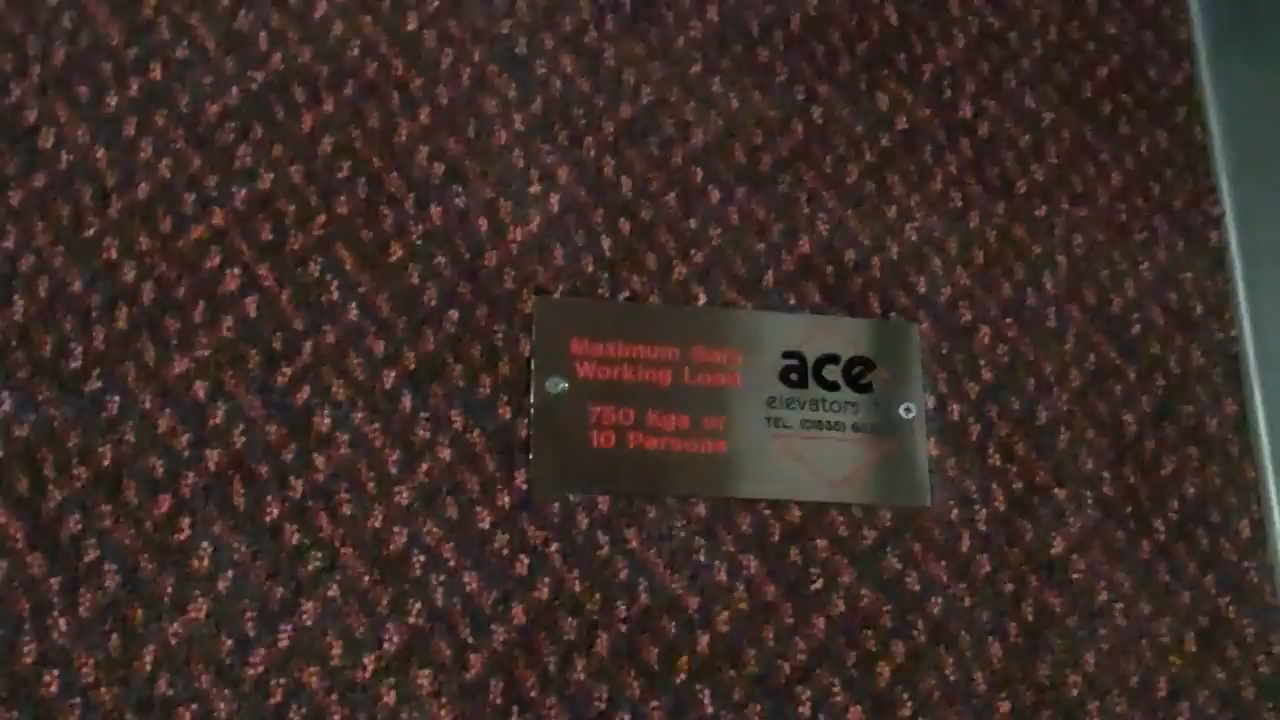 Maximum Safe
Working Load
750 Kgs or
10 Persons
ace
elevators
TEL.